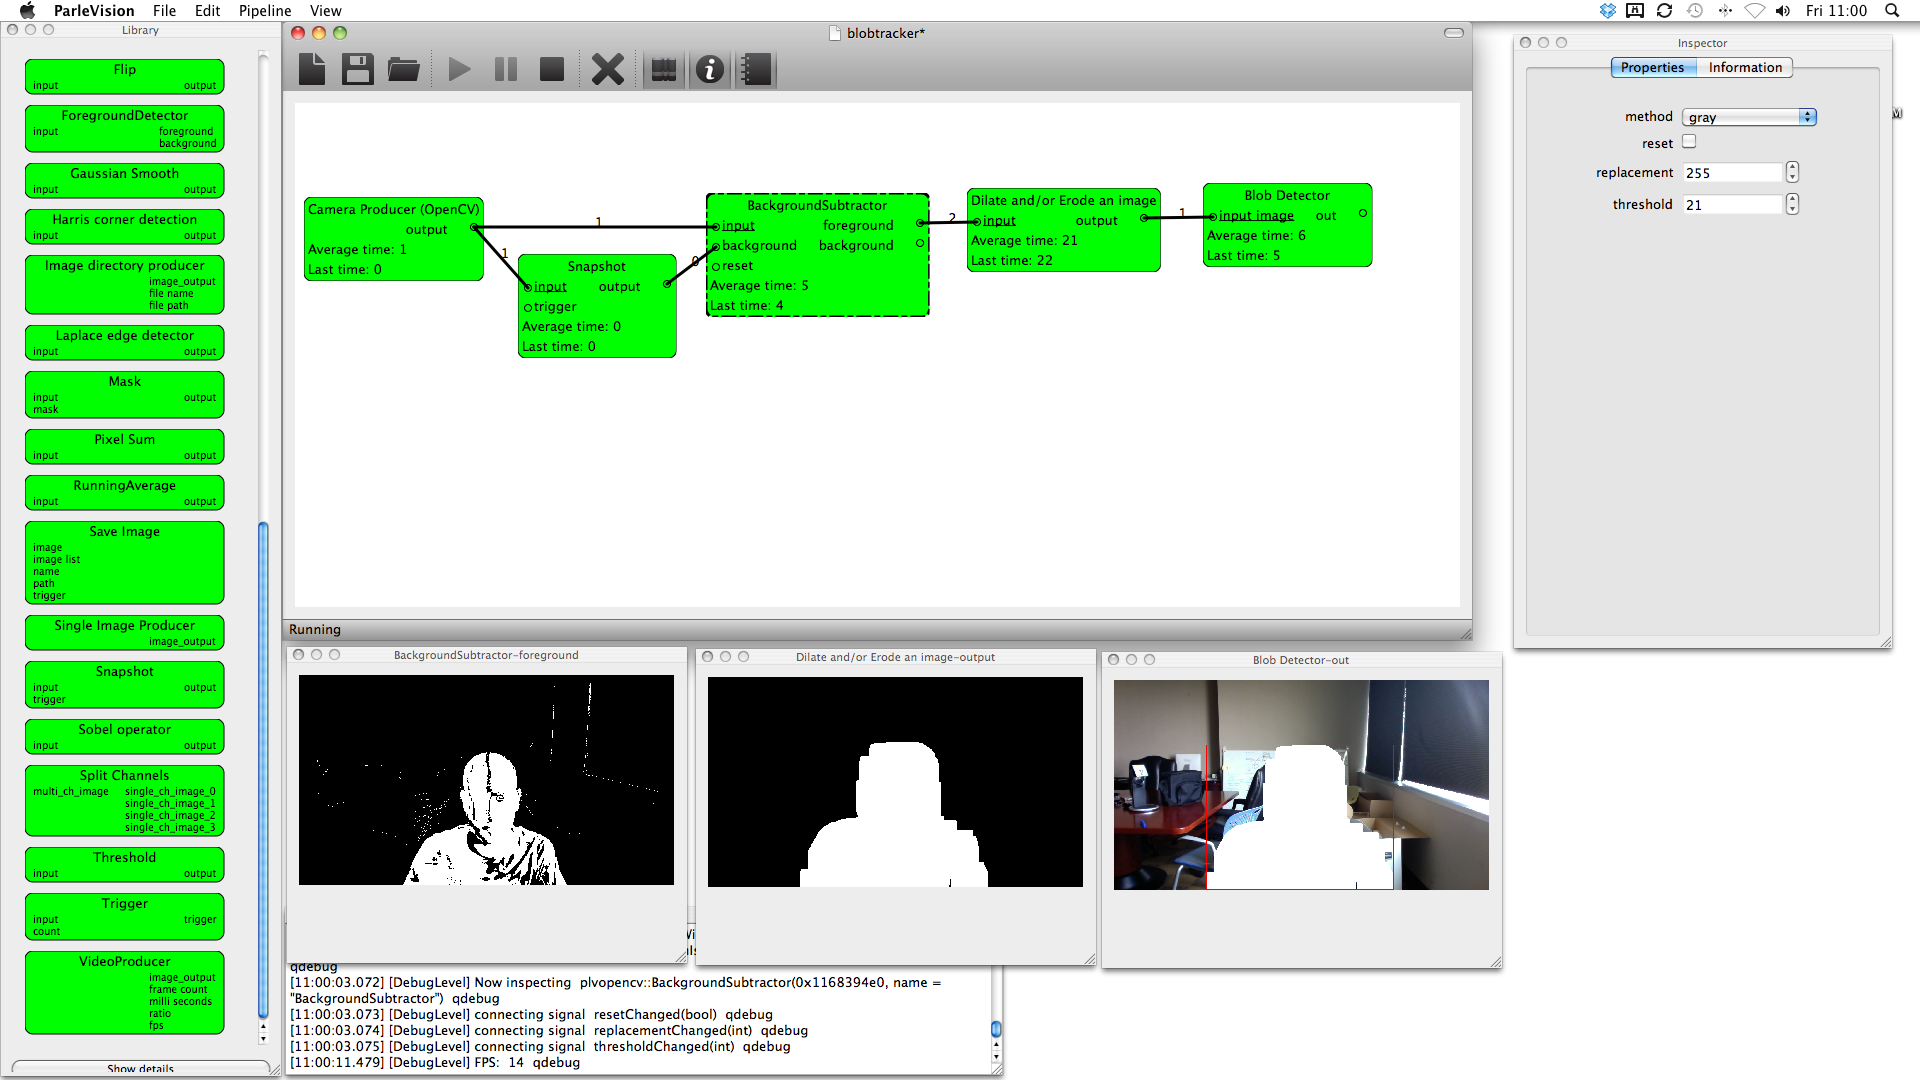 ParleVision File Edit Pipeline View
Fri 11:00
Library
Flip
input output
ForegroundDetector
input foreground
background
Gaussian Smooth
input output
Harris corner detection
input output
Image directory producer
image_output
file name
file path
Laplace edge detector
input output
Mask
input output
mask
Pixel Sum
input output
RunningAverage
input output
Save Image
image
image list
name
path
trigger
Single Image Producer
image_output
Snapshot
input output
trigger
Sobel operator
input output
Split Channels
multi_ch_image single_ch_image_0
single_ch_image_1
single_ch_image_2
single_ch_image_3
Threshold
input output
Trigger
input trigger
count
VideoProducer
image_output
frame count
milli seconds
ratio
fps
Show details
blobtracker*
Camera Producer (OpenCV)
output
Average time: 1
Last time: 0
1
1
Snapshot
input output
trigger
Average time: 0
Last time: 0
0
BackgroundSubtractor
input foreground
background background
reset
Average time: 5
Last time: 4
2
Dilate and/or Erode an image
input output
Average time: 21
Last time: 22
1
Blob Detector
input image out
Average time: 6
Last time: 5
Running
Inspector
Properties Information
method gray
reset
replacement 255
threshold 21
M
BackgroundSubtractor-foreground
Dilate and/or Erode an image-output
Blob Detector-out
qdebug
[11:00:03.072] [DebugLevel] Now inspecting plvopencv::BackgroundSubtractor(0x1168394e0, name =
"BackgroundSubtractor") qdebug
[11:00:03.073] [DebugLevel] connecting signal resetChanged(bool) qdebug
[11:00:03.074] [DebugLevel] connecting signal replacementChanged(int) qdebug
[11:00:03.075] [DebugLevel] connecting signal thresholdChanged(int) qdebug
[11:00:11.479] [DebugLevel] FPS: 14 qdebug